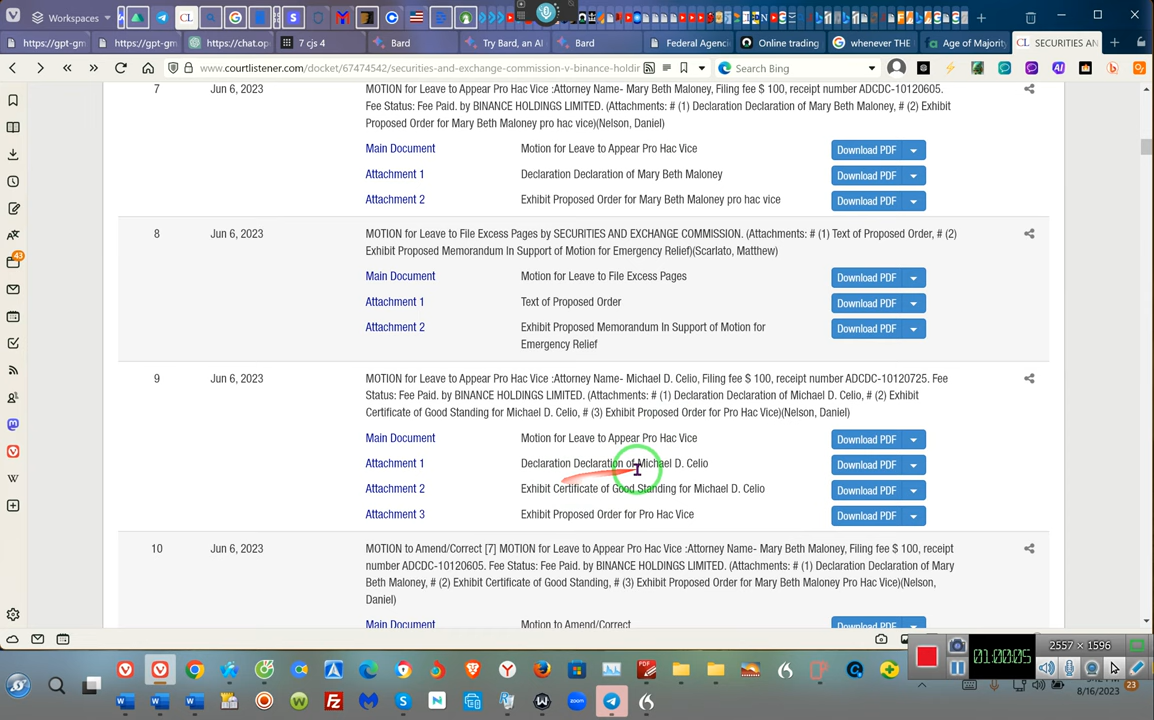 Workspaces
https://gpt-gm
https://gpt-gm
https://chat.op
7 cjs 4
Bard
Try Bard, an AI
Bard
Federal Agenci
Online trading
whenever THE
Age of Majority
SECURITIES AN
www.courtlistener.com/docket/67474542/securities-and-exchange-commission-v-binance-holdin
Search Bing
7
MOTION for Leave to Appear Pro Hac Vice :Attorney Name- Mary Beth Maloney, Filing fee $ 100, receipt number ADCDC-10120605.
Fee Status: Fee Paid. by BINANCE HOLDINGS LIMITED. (Attachments: # (1) Declaration Declaration of Mary Beth Maloney, # (2) Exhibit
Proposed Order for Mary Beth Maloney pro hac vice)(Nelson, Daniel)
Main Document Motion for Leave to Appear Pro Hac Vice Download PDF
Attachment 1 Declaration Declaration of Mary Beth Maloney Download PDF
Attachment 2 Exhibit Proposed Order for Mary Beth Maloney pro hac vice Download PDF
8 Jun 6, 2023 MOTION for Leave to File Excess Pages by SECURITIES AND EXCHANGE COMMISSION. (Attachments: # (1) Text of Proposed Order, # (2)
Exhibit Proposed Memorandum In Support of Motion for Emergency Relief)(Scarlato, Matthew)
Main Document Motion for Leave to File Excess Pages Download PDF
Attachment 1 Text of Proposed Order Download PDF
Attachment 2 Exhibit Proposed Memorandum In Support of Motion for Download PDF
Emergency Relief
9 Jun 6, 2023 MOTION for Leave to Appear Pro Hac Vice :Attorney Name- Michael D. Celio, Filing fee $ 100, receipt number ADCDC-10120725. Fee
Status: Fee Paid. by BINANCE HOLDINGS LIMITED. (Attachments: # (1) Declaration Declaration of Michael D. Celio, # (2) Exhibit
Certificate of Good Standing for Michael D. Celio, # (3) Exhibit Proposed Order for Pro Hac Vice)(Nelson, Daniel)
Main Document Motion for Leave to Appear Pro Hac Vice Download PDF
Attachment 1 Declaration Declaration of Michael D. Celio Download PDF
Attachment 2 Exhibit Certificate of Good Standing for Michael D. Celio Download PDF
Attachment 3 Exhibit Proposed Order for Pro Hac Vice Download PDF
10 Jun 6, 2023 MOTION to Amend/Correct [7] MOTION for Leave to Appear Pro Hac Vice :Attorney Name- Mary Beth Maloney, Filing fee $ 100, receipt
number ADCDC-10120605. Fee Status: Fee Paid. by BINANCE HOLDINGS LIMITED. (Attachments: # (1) Declaration Declaration of Mary
Beth Maloney, # (2) Exhibit Certificate of Good Standing, # (3) Exhibit Proposed Order for Mary Beth Maloney Pro Hac Vice)(Nelson,
Daniel)
Main Document Motion to Amend/Correct Download PDF
43
01:00:05
2557 × 1596
8/16/2023
23